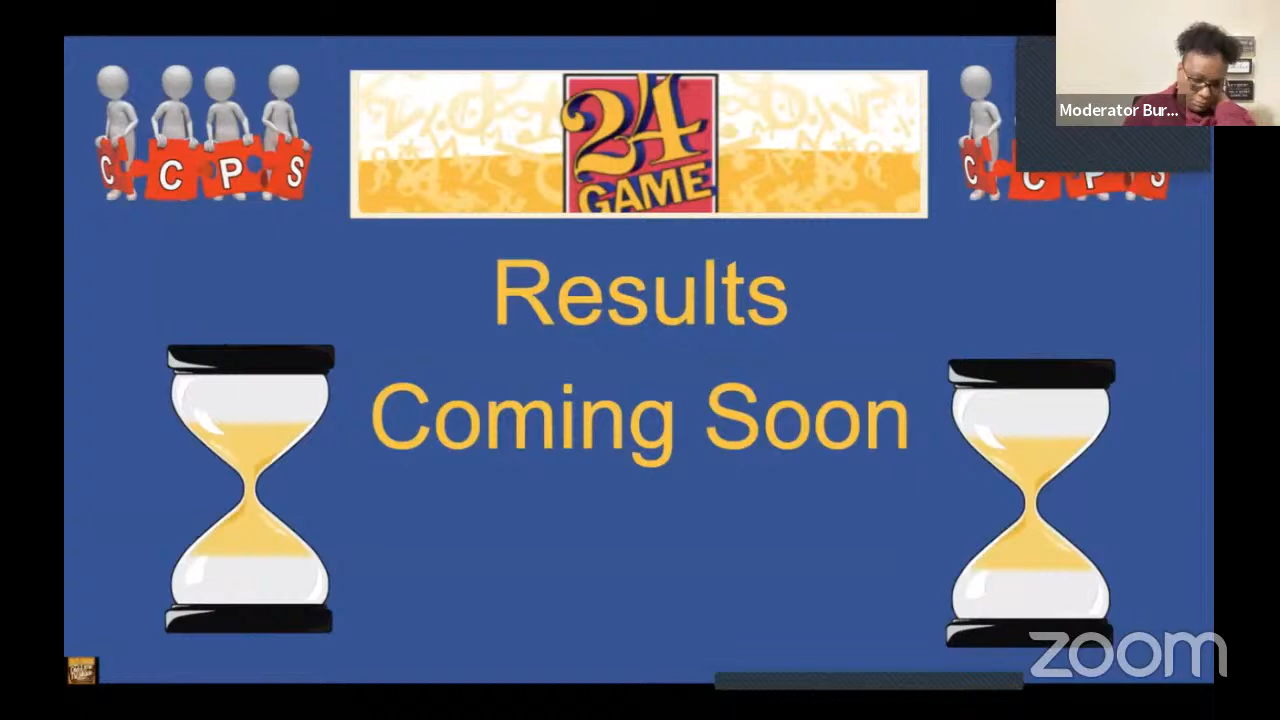 C C P S
24
GAME
C C P S
Moderator Bur...
Results
Coming Soon
zoom